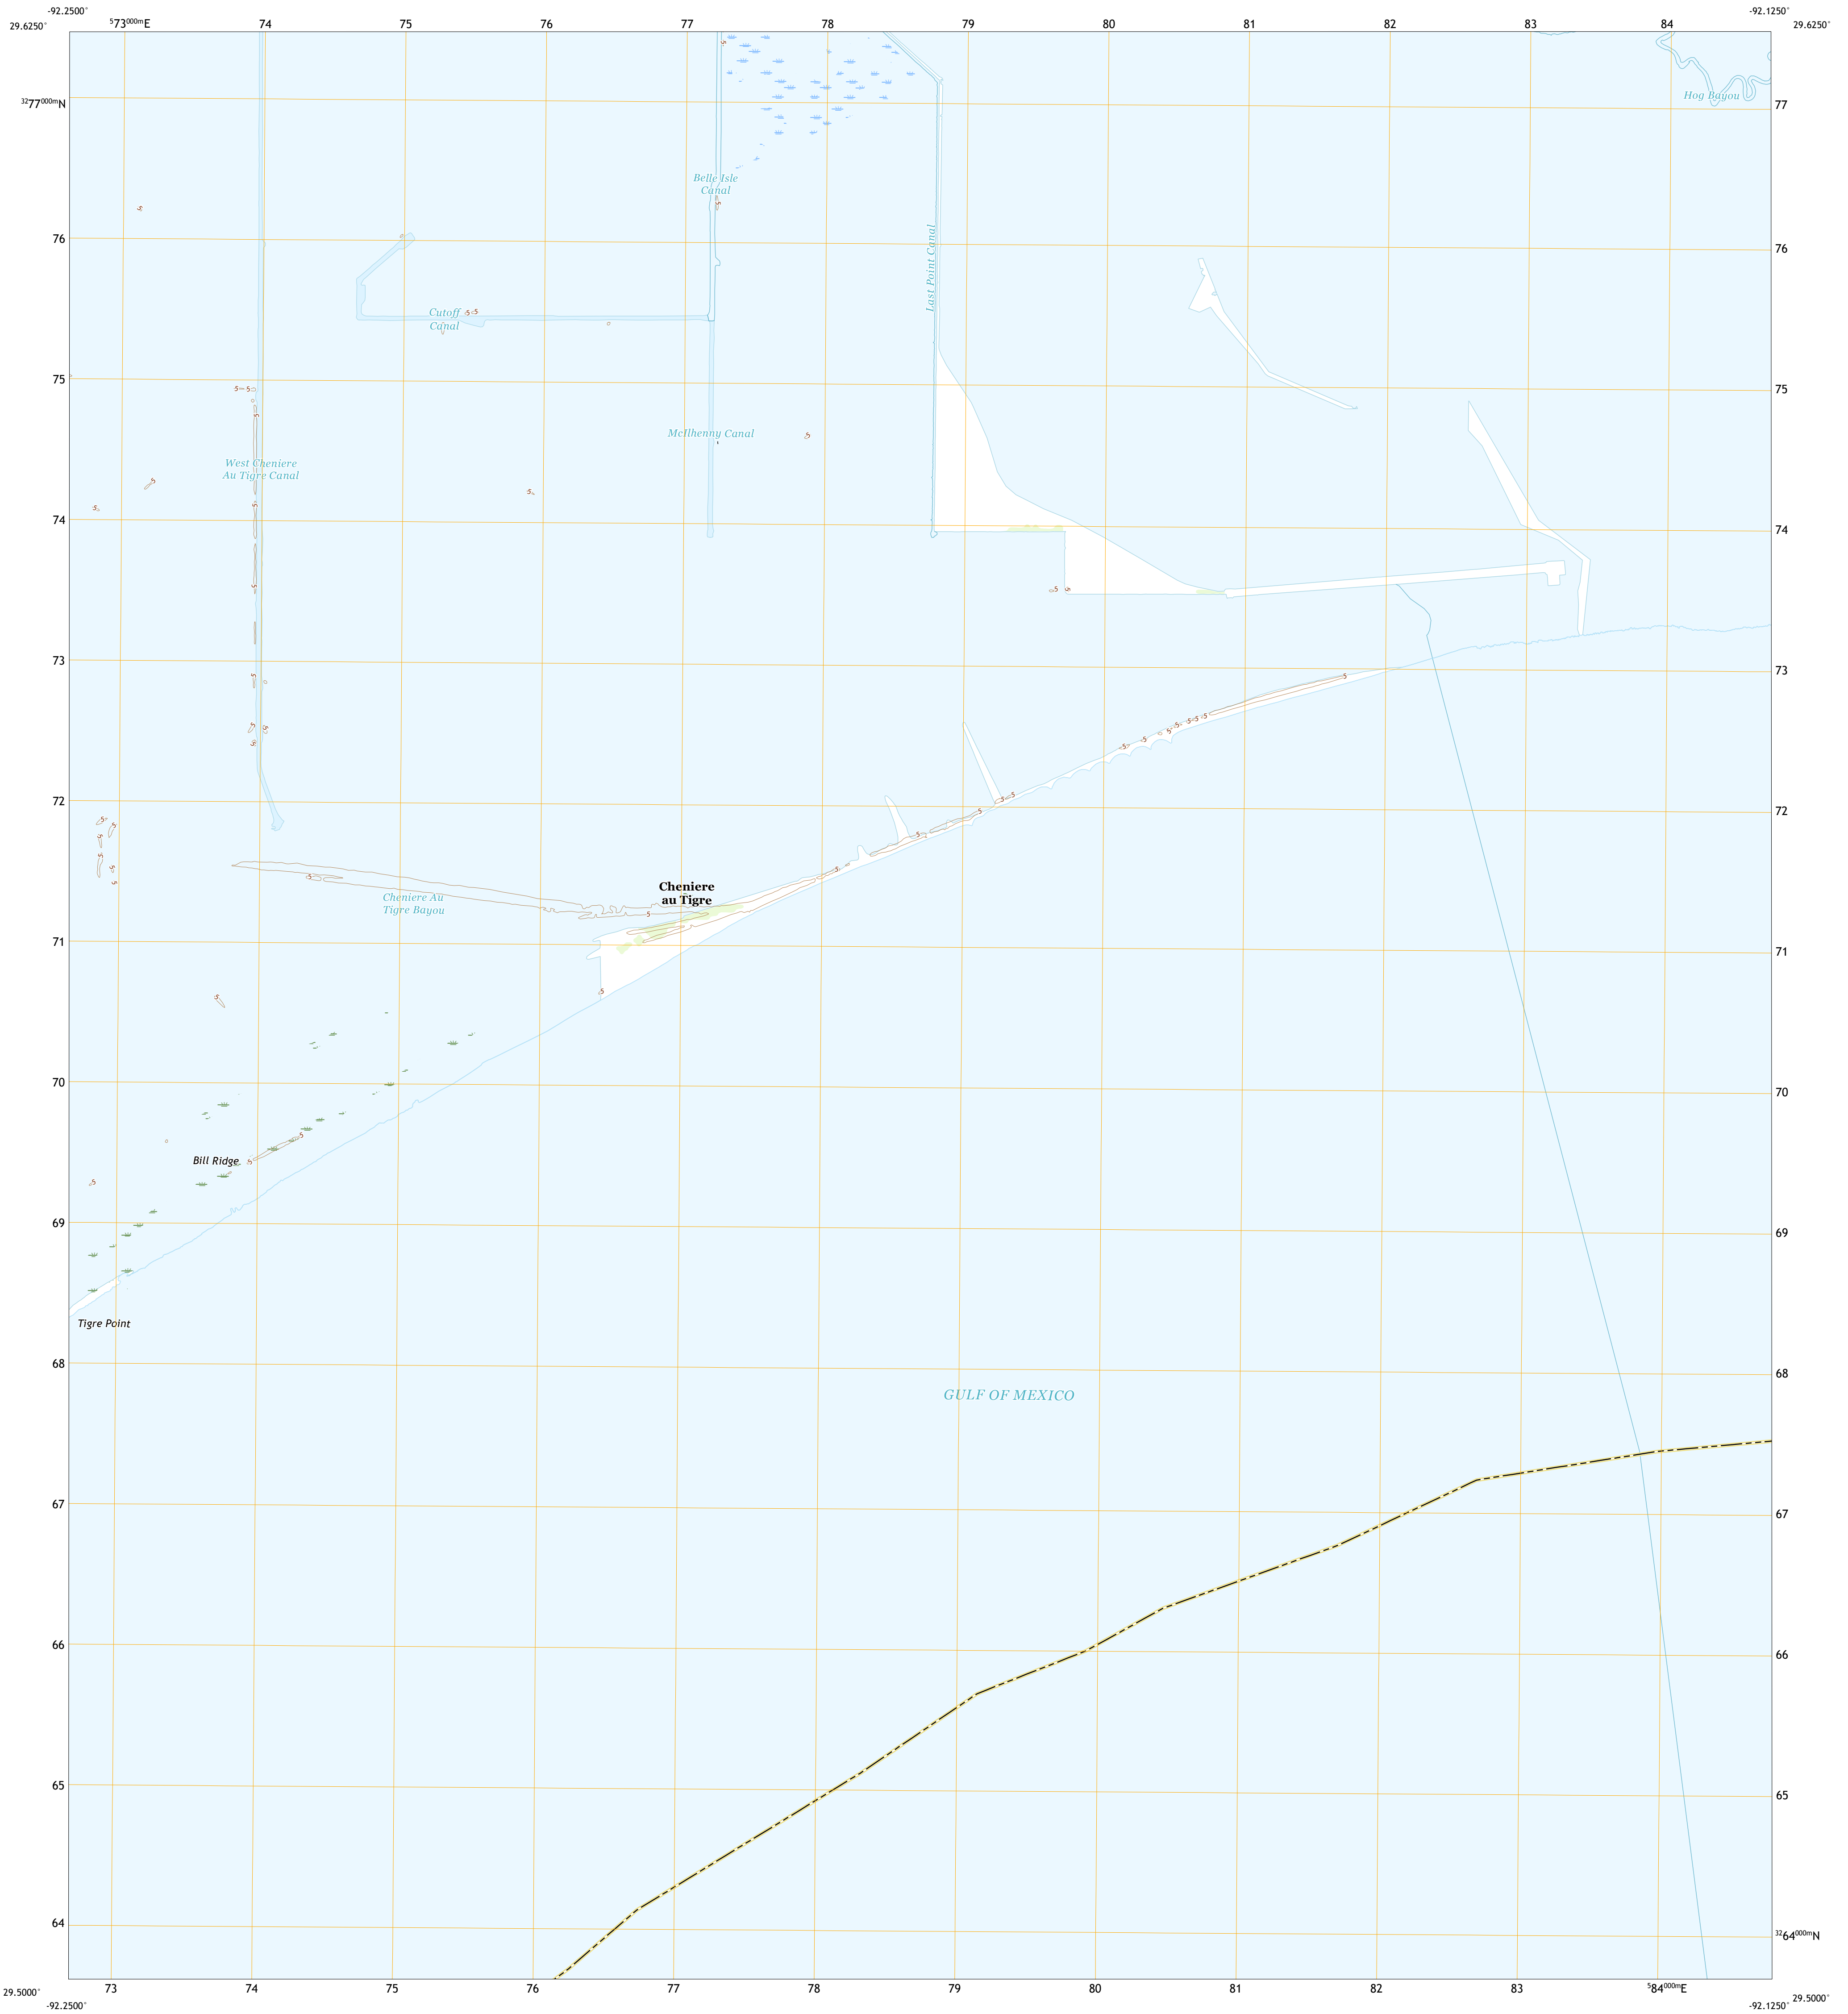 -92.2500° -92.1250°
29.6250° ⁵73⁰⁰⁰ᵐE 74 75 76 77 78 79 80 81 82 83 84 29.6250°
Hog Bayou
³²77⁰⁰⁰ᵐN 77
Belle Isle
Canal
76 76
Last Point Canal
Cutoff
Canal
75 75
McIlhenny Canal
West Cheniere
Au Tigre Canal
74 74
73 73
72 72
Cheniere
au Tigre
Cheniere Au
Tigre Bayou
71 71
70 70
Bill Ridge
69 69
Tigre Point
68 68
GULF OF MEXICO
67 67
66 66
65 65
64 ³²64⁰⁰⁰ᵐN
29.5000° 73 74 75 76 77 78 79 80 81 82 83 ⁵84⁰⁰⁰ᵐE 29.5000°
-92.2500° -92.1250°